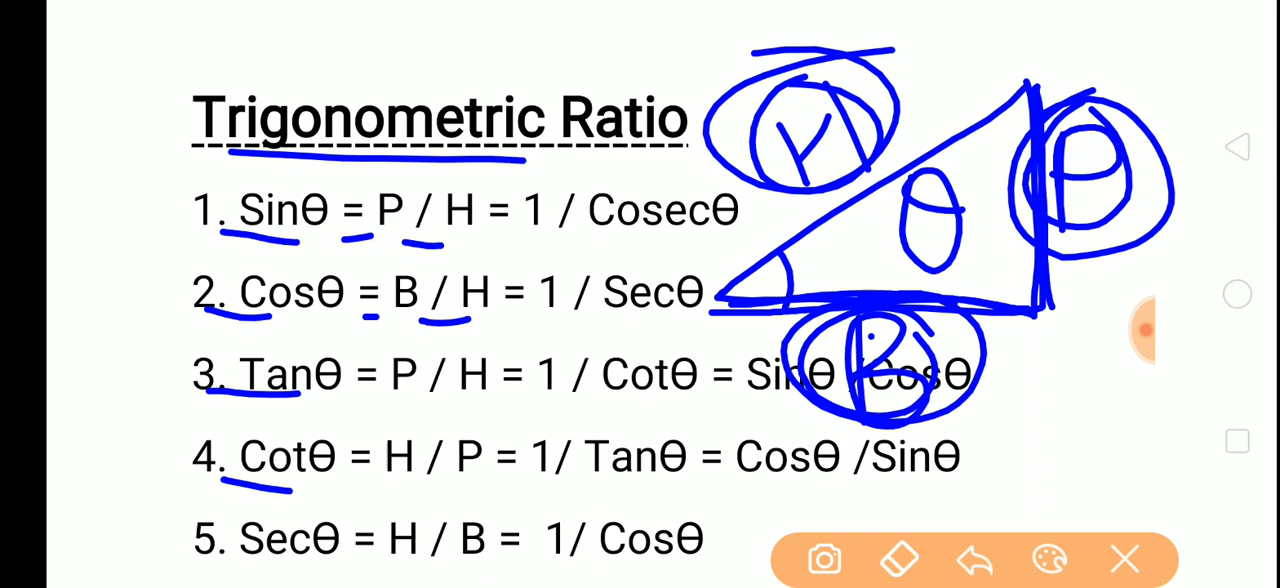 Trigonometric Ratio
1. Sinθ = P / H = 1 / Cosecθ
2. Cosθ = B / H = 1 / Secθ
3. Tanθ = P / H = 1 / Cotθ = Sinθ / Cosθ
4. Cotθ = H / P = 1/ Tanθ = Cosθ /Sinθ
5. Secθ = H / B = 1/ Cosθ
H
θ
P
B